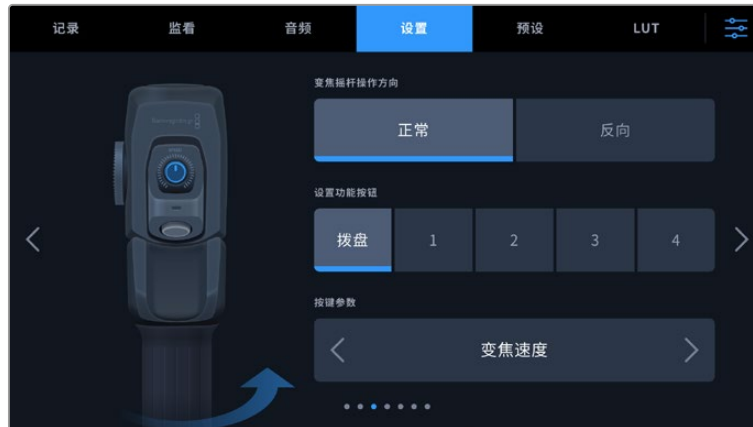 记录 监看 音频 设置 预设 LUT
变焦摇杆操作方向
正常 反向
设置功能按钮
拨盘 1 2 3 4
按键参数
变焦速度